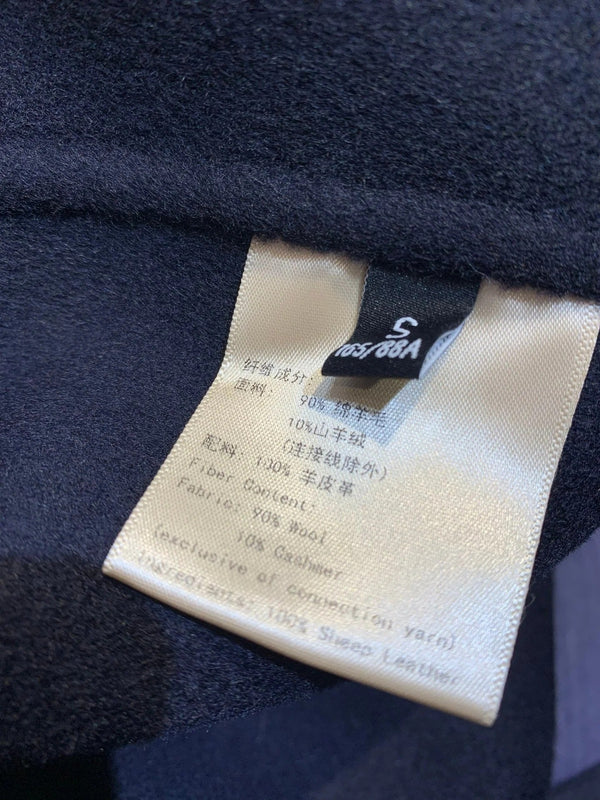 S
165/88A
纤维成分:
面料: 90% 绵羊毛
10%山羊绒
(连接线除外)
配料: 100% 羊皮革
Fiber Content:
Fabric: 90% Wool
10% Cashmer
(exclusive of connection yarn)
Ingredients: 100% Sheep Leather